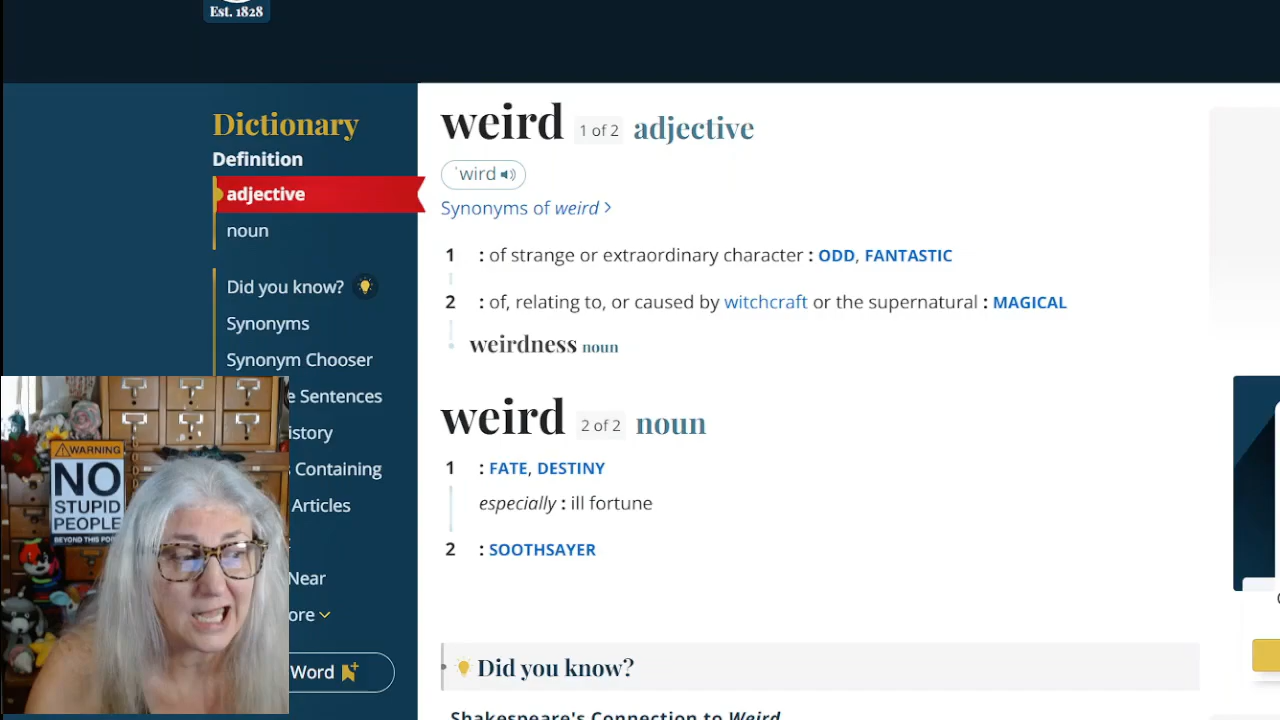 Est. 1828
Dictionary
Definition
adjective
noun
Did you know?
Synonyms
Synonym Chooser
e Sentences
istory
Containing
Articles
Near
ore
Word
weird 1 of 2 adjective
ˈwird
Synonyms of weird >
1 : of strange or extraordinary character : ODD, FANTASTIC
2 : of, relating to, or caused by witchcraft or the supernatural : MAGICAL
weirdness noun
weird 2 of 2 noun
1 : FATE, DESTINY
especially : ill fortune
2 : SOOTHSAYER
Did you know?
Shakespeare's Connection to Weird
WARNING
NO
STUPID
PEOPLE
BEYOND THIS PO